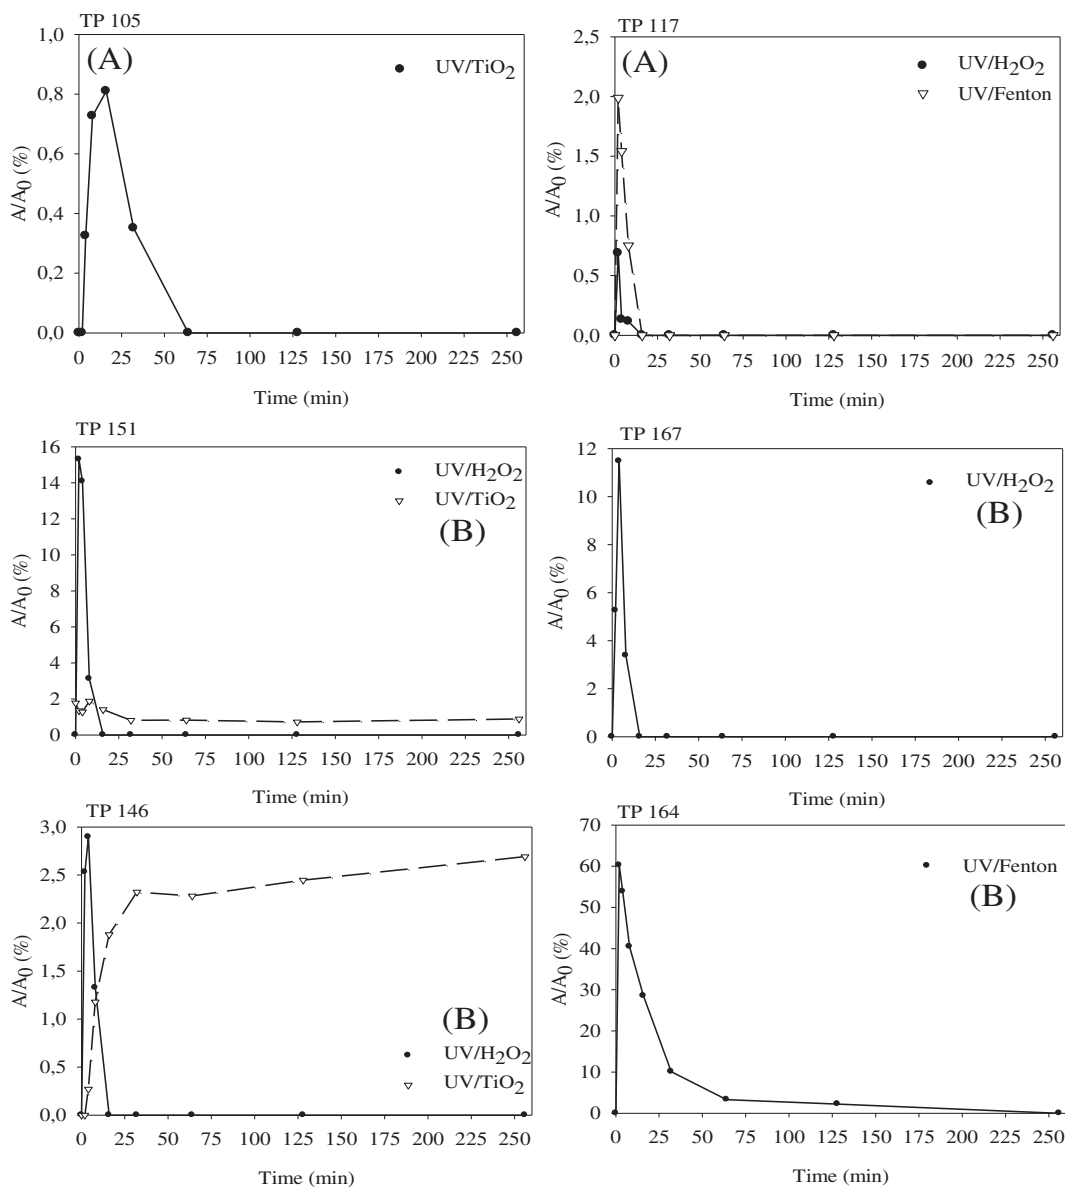 TP 105
1,0
(A)
UV/TiO2
0,8
0,6
A/A0 (%)
0,4
0,2
0,0
0 25 50 75 100 125 150 175 200 225 250
Time (min)
TP 117
2,5
(A)
UV/H2O2
UV/Fenton
2,0
1,5
A/A0 (%)
1,0
0,5
0,0
0 25 50 75 100 125 150 175 200 225 250
Time (min)
TP 151
16
UV/H2O2
14
UV/TiO2
(B)
12
10
A/A0 (%)
8
6
4
2
0
0 25 50 75 100 125 150 175 200 225 250
Time (min)
TP 167
12
UV/H2O2
(B)
10
8
A/A0 (%)
6
4
2
0
0 25 50 75 100 125 150 175 200 225 250
Time (min)
TP 146
3,0
2,5
2,0
A/A0 (%)
1,5
1,0
(B)
UV/H2O2
0,5
UV/TiO2
0,0
0 25 50 75 100 125 150 175 200 225 250
Time (min)
TP 164
70
60
UV/Fenton
(B)
50
40
A/A0 (%)
30
20
10
0
0 25 50 75 100 125 150 175 200 225 250
Time (min)